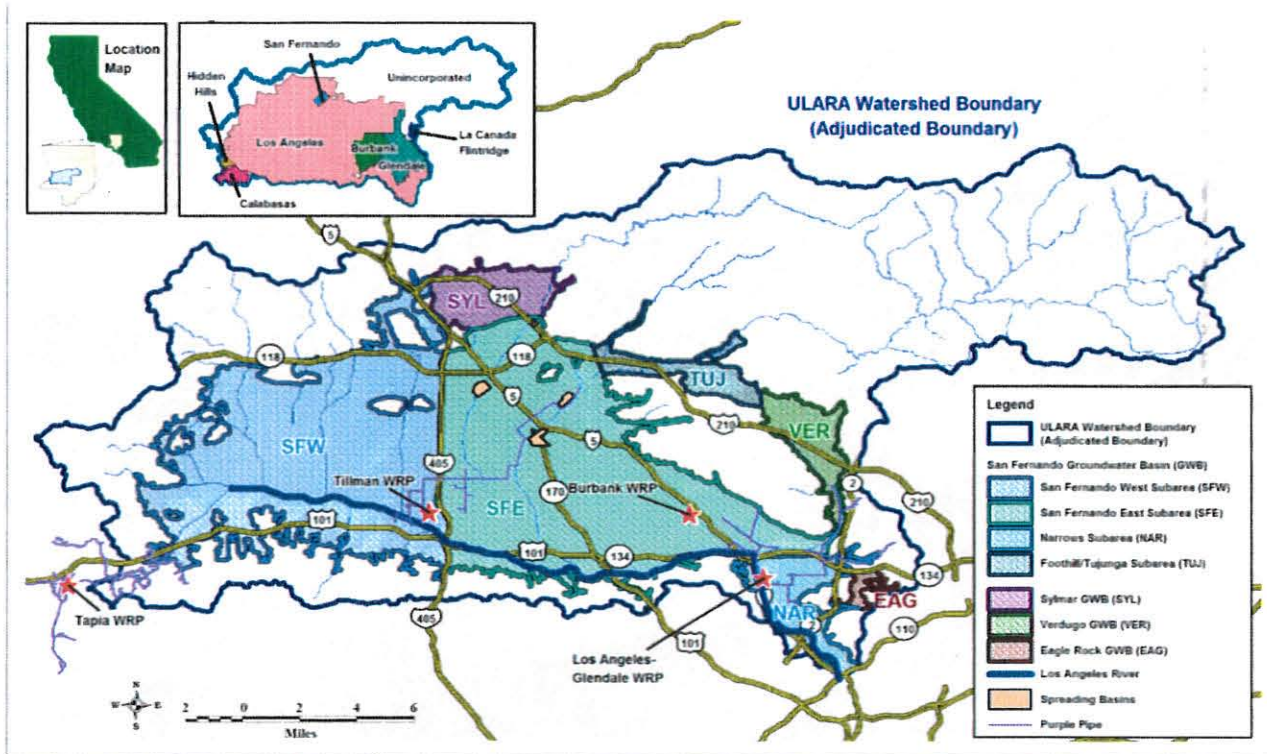 Location
Map
San Fernando
Hidden
Hills
Unincorporated
Los Angeles
Burbank
Glendale
La Canada
Flintridge
Calabasas
ULARA Watershed Boundary
(Adjudicated Boundary)
5
SYL
210
118
118
TUJ
5
SFW
210
VER
5
405
2
Tillman WRP
170
Burbank WRP
SFE
210
101
101
134
134
EAG
Tapia WRP
NAR
2
110
405
101
Los Angeles-
Glendale WRP
N
W
E
S
2
0
2
4
6
Miles
Legend
ULARA Watershed Boundary
(Adjudicated Boundary)
San Fernando Groundwater Basin (GWB)
San Fernando West Subarea (SFW)
San Fernando East Subarea (SFE)
Narrows Subarea (NAR)
Foothill/Tujunga Subarea (TUJ)
Sylmar GWB (SYL)
Verdugo GWB (VER)
Eagle Rock GWB (EAG)
Los Angeles River
Spreading Basins
Purple Pipe